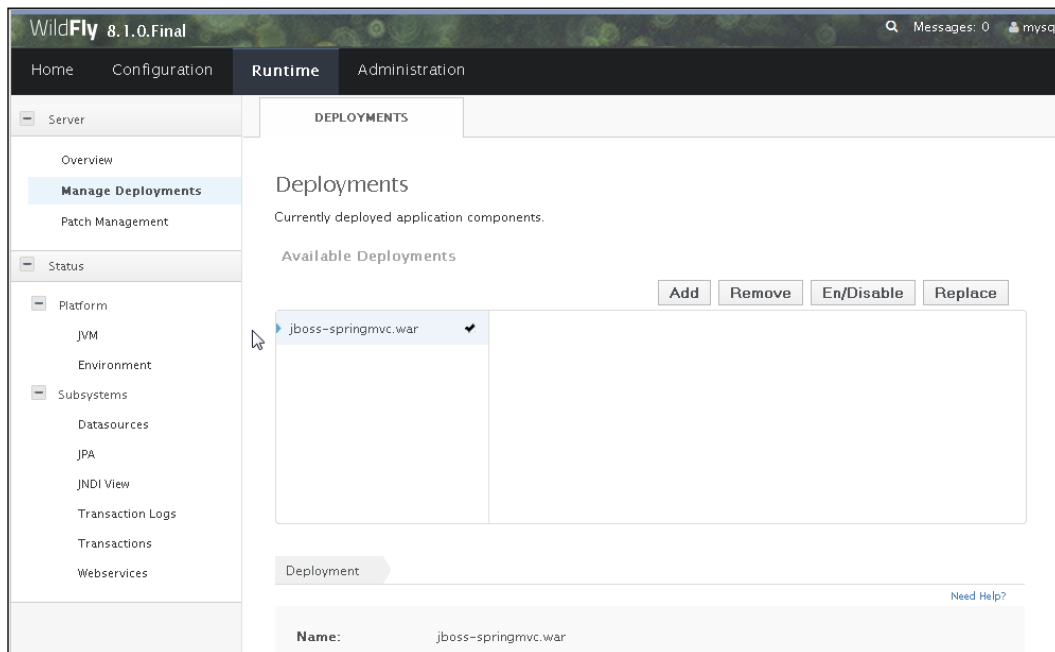 WildFly 8.1.0.Final
Messages: 0 mysq
Home Configuration Runtime Administration
Server
Overview
Manage Deployments
Patch Management
Status
Platform
JVM
Environment
Subsystems
Datasources
JPA
JNDI View
Transaction Logs
Transactions
Webservices
DEPLOYMENTS
Deployments
Currently deployed application components.
Available Deployments
Add Remove En/Disable Replace
jboss-springmvc.war
Deployment
Need Help?
Name: jboss-springmvc.war